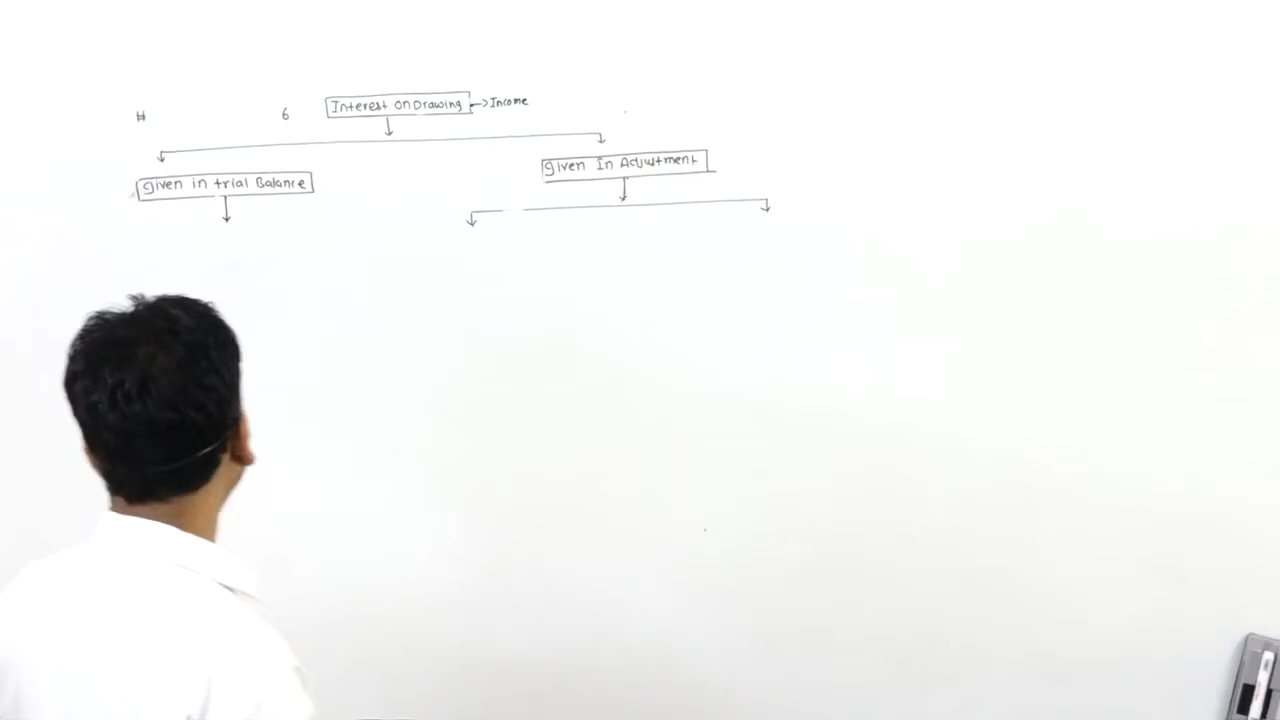 # 6 Interest on Drawing → Income
Given in trial Balance
Given In Adjustment